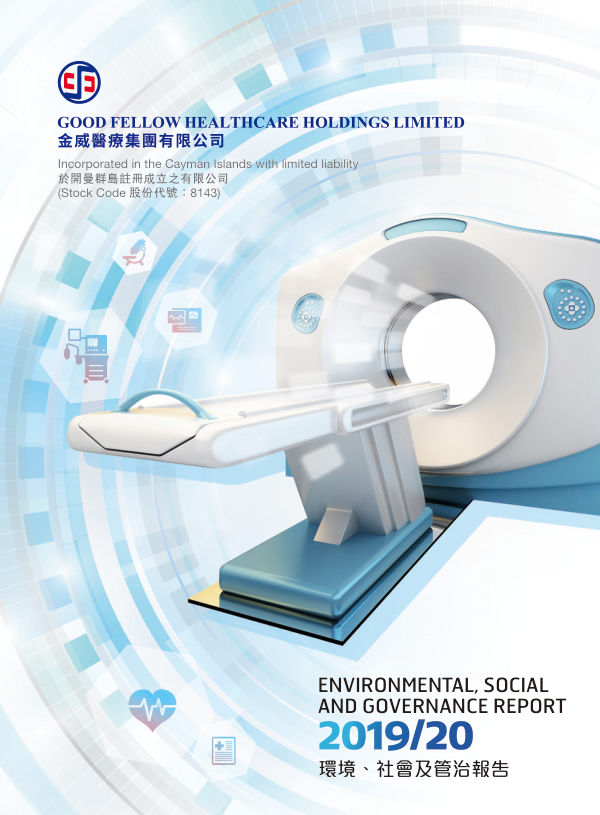 GOOD FELLOW HEALTHCARE HOLDINGS LIMITED
金威醫療集團有限公司
Incorporated in the Cayman Islands with limited liability
於開曼群島註冊成立之有限公司
(Stock Code 股份代號：8143)
ENVIRONMENTAL, SOCIAL
AND GOVERNANCE REPORT
2019/20
環境、社會及管治報告